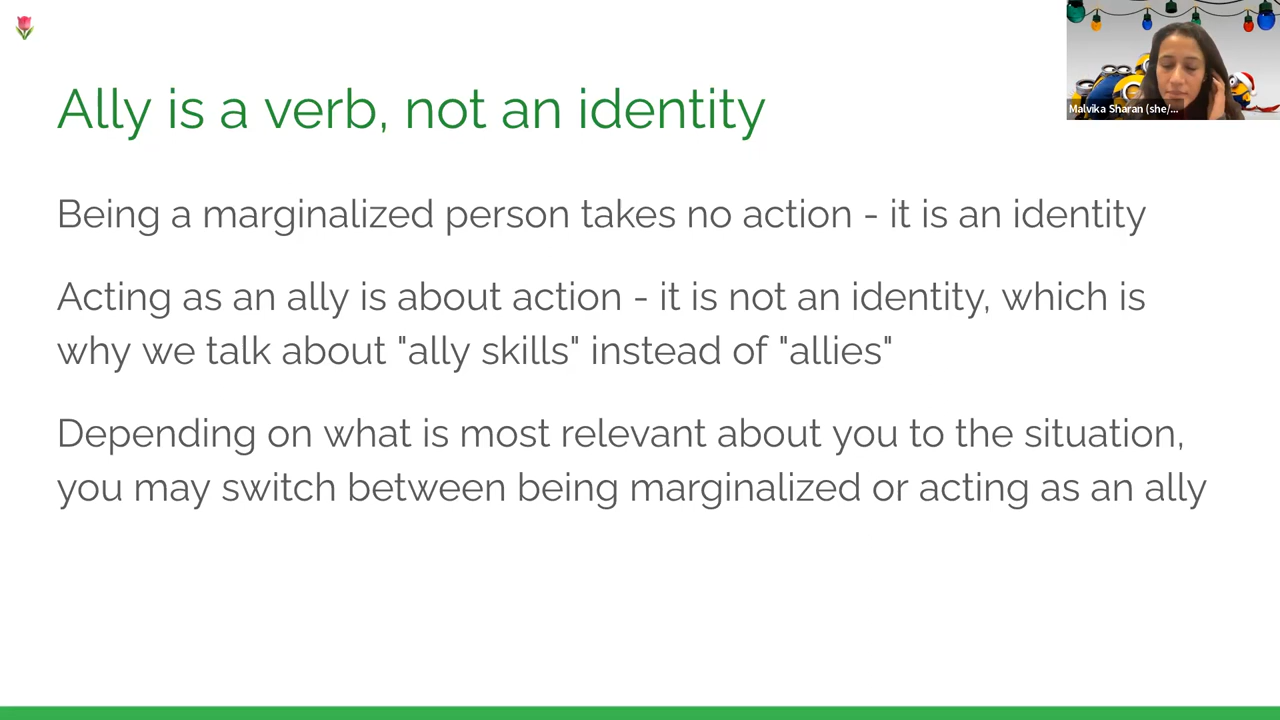 Ally is a verb, not an identity
Malvika Sharan (she/...
Being a marginalized person takes no action - it is an identity
Acting as an ally is about action - it is not an identity, which is
why we talk about "ally skills" instead of "allies"
Depending on what is most relevant about you to the situation,
you may switch between being marginalized or acting as an ally